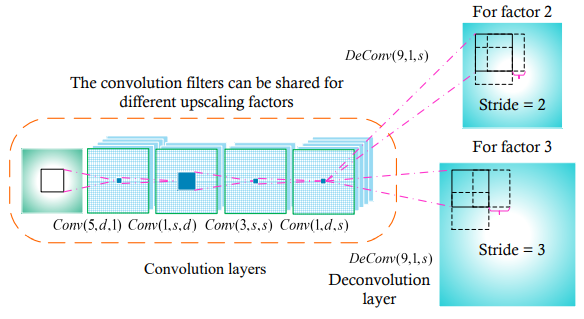 For factor 2
DeConv(9,1,s)
Stride = 2
The convolution filters can be shared for
different upscaling factors
For factor 3
Conv(5,d,1) Conv(1,s,d) Conv(3,s,s) Conv(1,d,s)
Stride = 3
DeConv(9,1,s)
Convolution layers
Deconvolution
layer